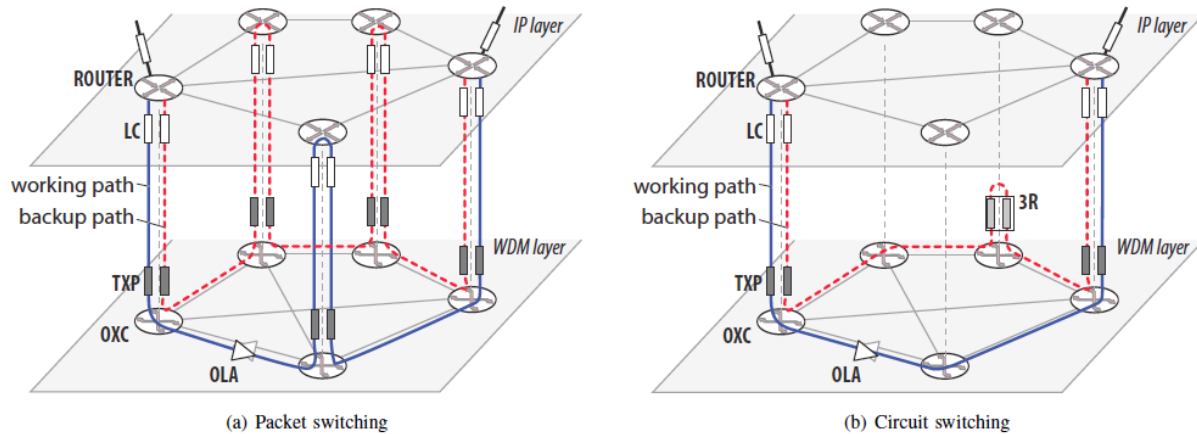 IP layer
ROUTER
LC
working path
backup path
WDM layer
TXP
OXC
OLA
(a) Packet switching
IP layer
ROUTER
LC
working path
3R
backup path
WDM layer
TXP
OXC
OLA
(b) Circuit switching